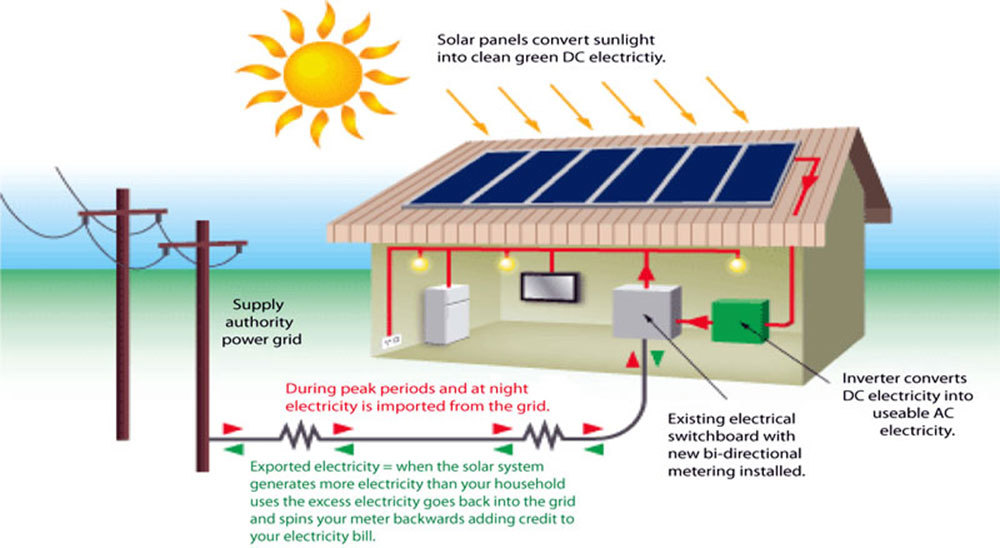 Solar panels convert sunlight
into clean green DC electrictiy.
Supply
authority
power grid
During peak periods and at night
electricity is imported from the grid.
Inverter converts
DC electricity into
useable AC
electricity.
Existing electrical
switchboard with
new bi-directional
metering installed.
Exported electricity = when the solar system
generates more electricity than your household
uses the excess electricity goes back into the grid
and spins your meter backwards adding credit to
your electricity bill.